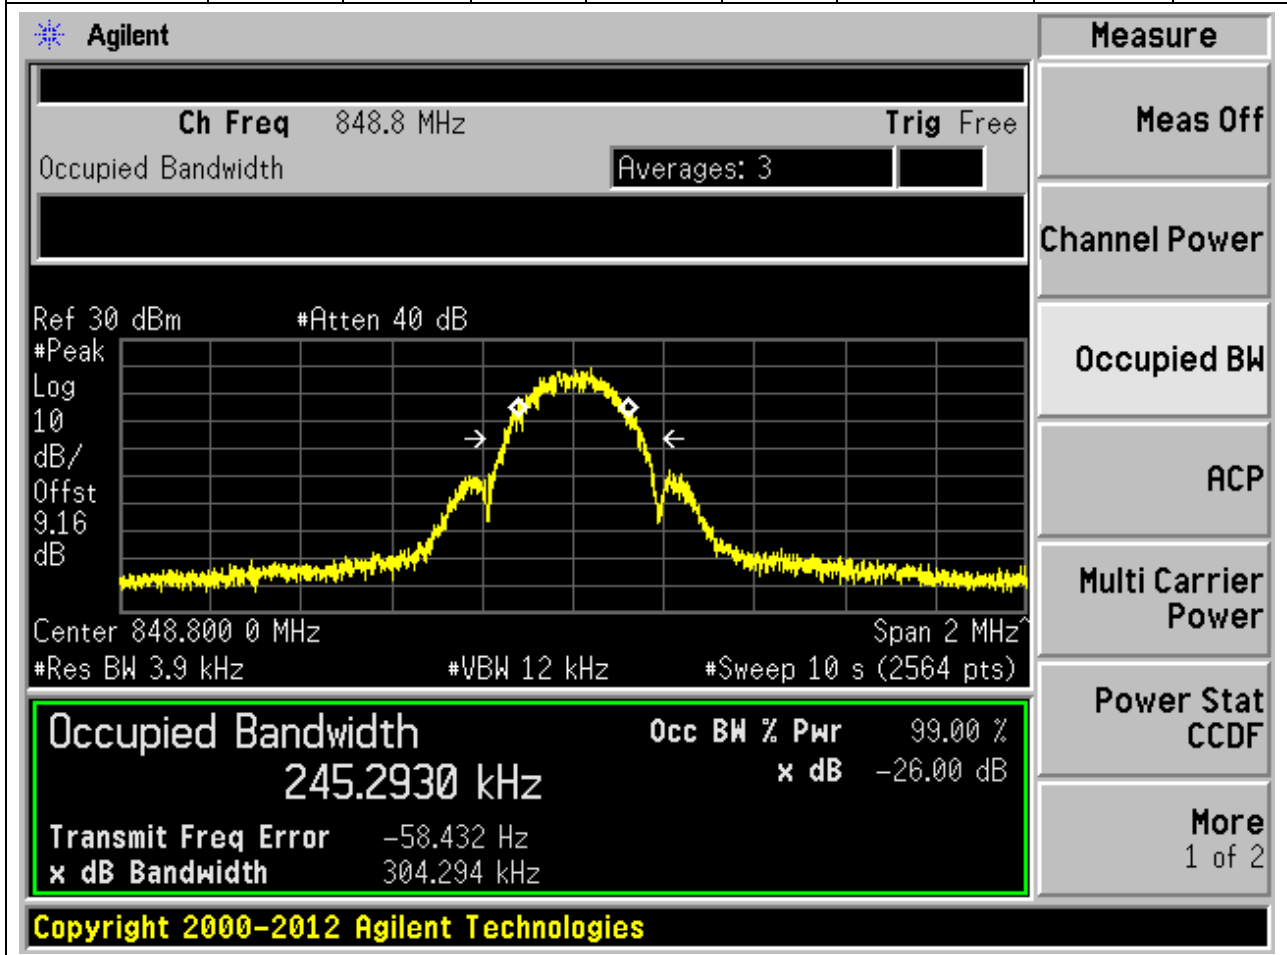 Agilent
Measure
Ch Freq 848.8 MHz Trig Free
Occupied Bandwidth Averages: 3
Meas Off
Channel Power
Occupied BW
ACP
Multi Carrier
Power
Power Stat
CCDF
More
1 of 2
Ref 30 dBm #Atten 40 dB
#Peak
Log
10
dB/
Offst
9.16
dB
Center 848.800 0 MHz Span 2 MHz^
#Res BW 3.9 kHz #VBW 12 kHz #Sweep 10 s (2564 pts)
Occupied Bandwidth Occ BW % Pwr 99.00 %
245.2930 kHz x dB -26.00 dB
Transmit Freq Error -58.432 Hz
x dB Bandwidth 304.294 kHz
Copyright 2000-2012 Agilent Technologies